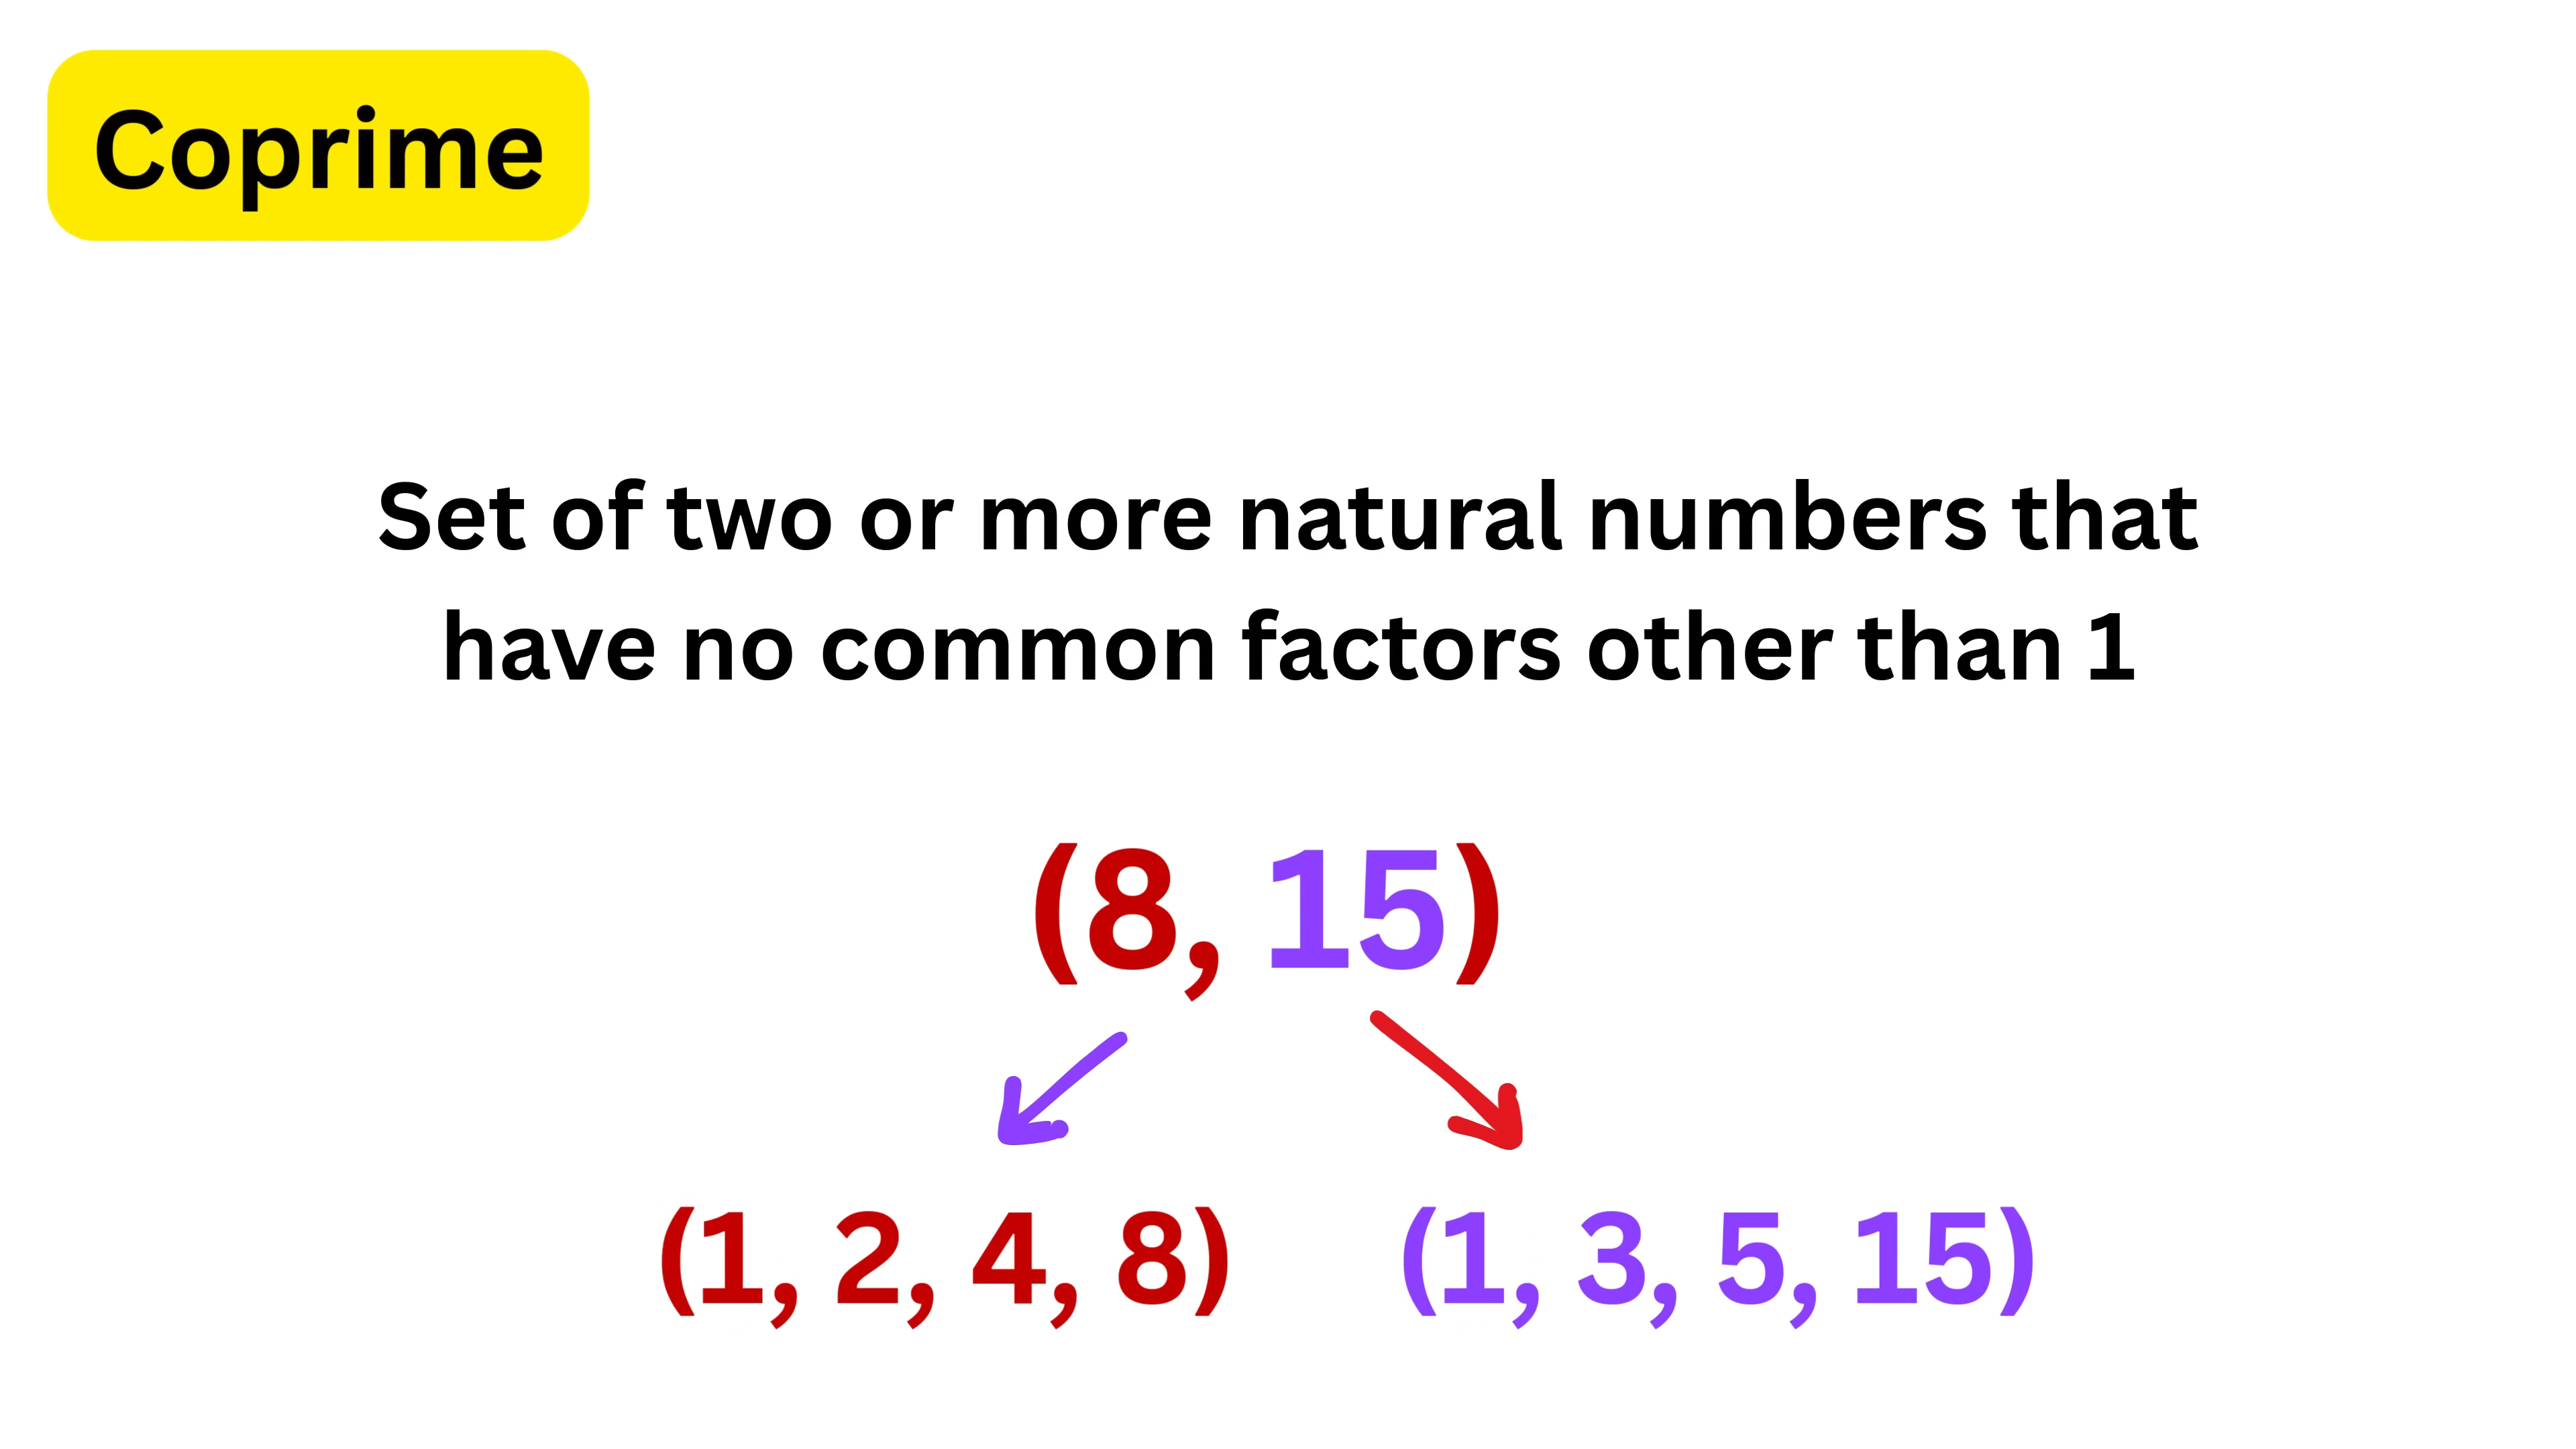 Coprime
Set of two or more natural numbers that
have no common factors other than 1
(8, 15)
(1, 2, 4, 8) (1, 3, 5, 15)